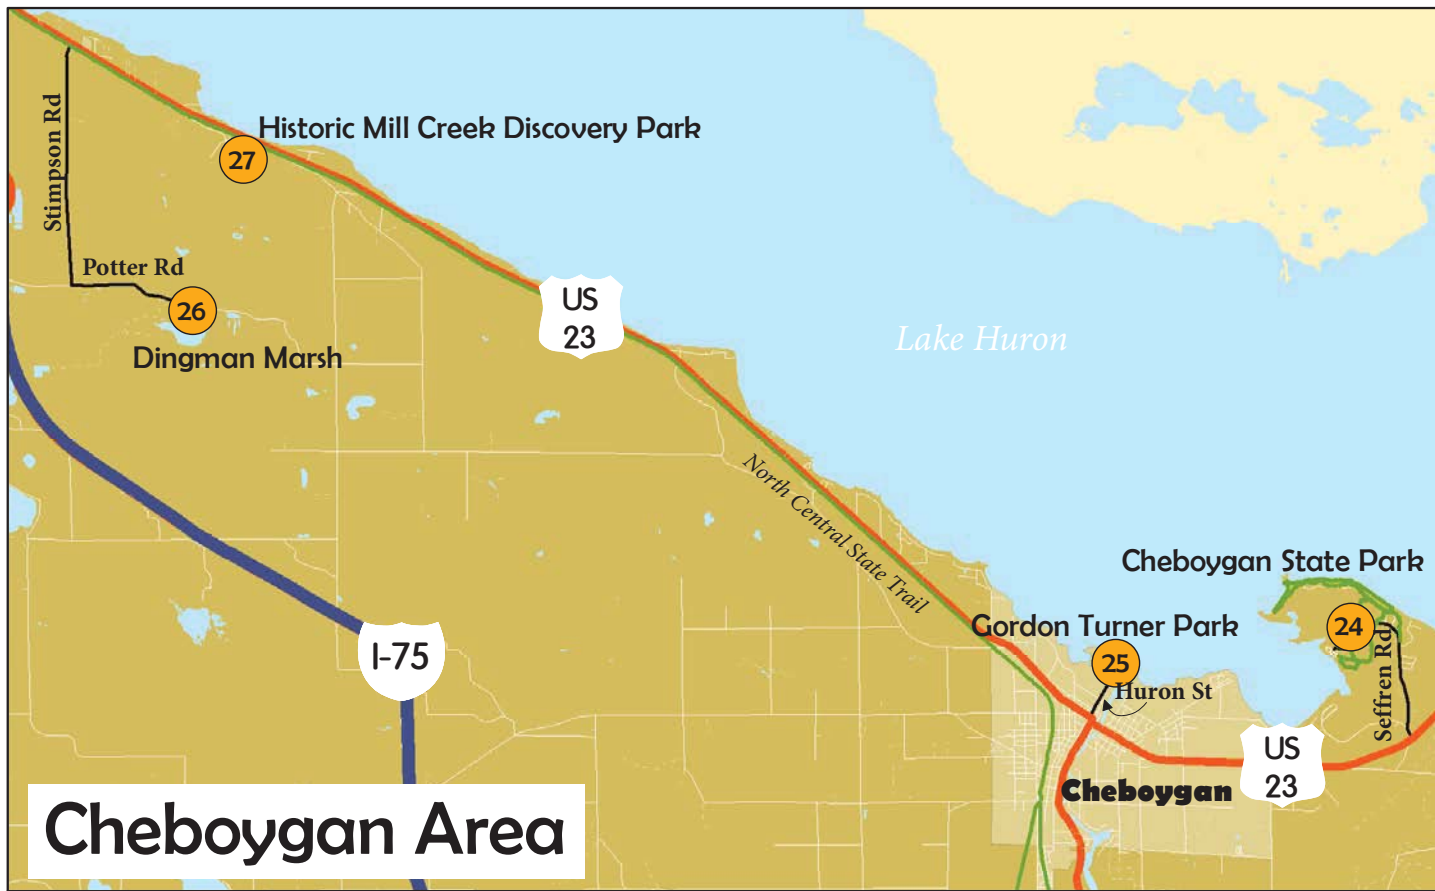 Stimpson Rd
Historic Mill Creek Discovery Park
27
Potter Rd
26
Dingman Marsh
US
23
Lake Huron
North Central State Trail
Cheboygan State Park
24
Gordon Turner Park
25
Huron St
Seffren Rd
I-75
US
23
Cheboygan
Cheboygan Area